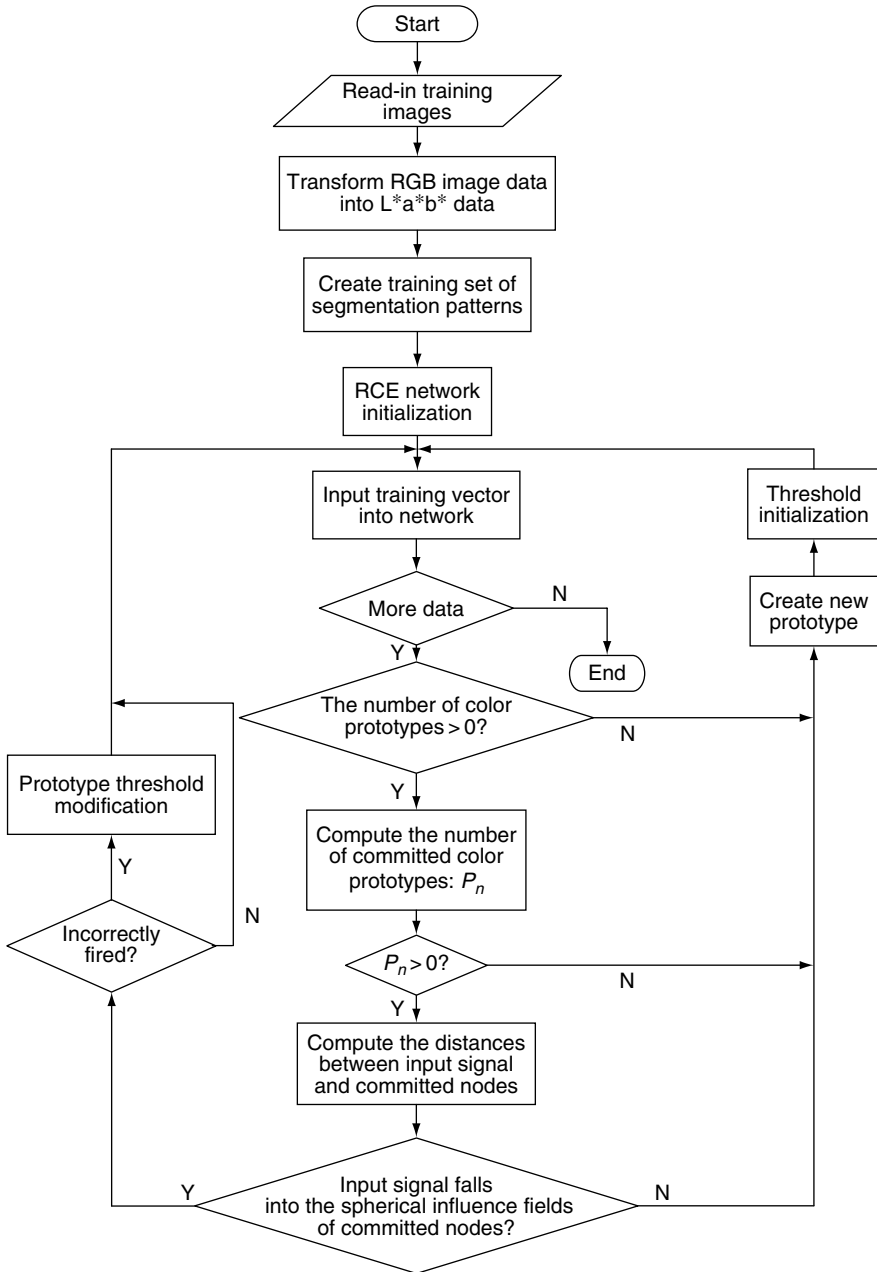 Start
Read-in training
images
Transform RGB image data
into L*a*b* data
Create training set of
segmentation patterns
RCE network
initialization
Input training vector
into network
Threshold
initialization
More data
N
Y
End
Create new
prototype
The number of color
prototypes > 0?
N
Y
Prototype threshold
modification
Y
N
Incorrectly
fired?
Compute the number
of committed color
prototypes: Pn
Pn > 0?
N
Y
Compute the distances
between input signal
and committed nodes
Y
Input signal falls
into the spherical influence fields
of committed nodes?
N